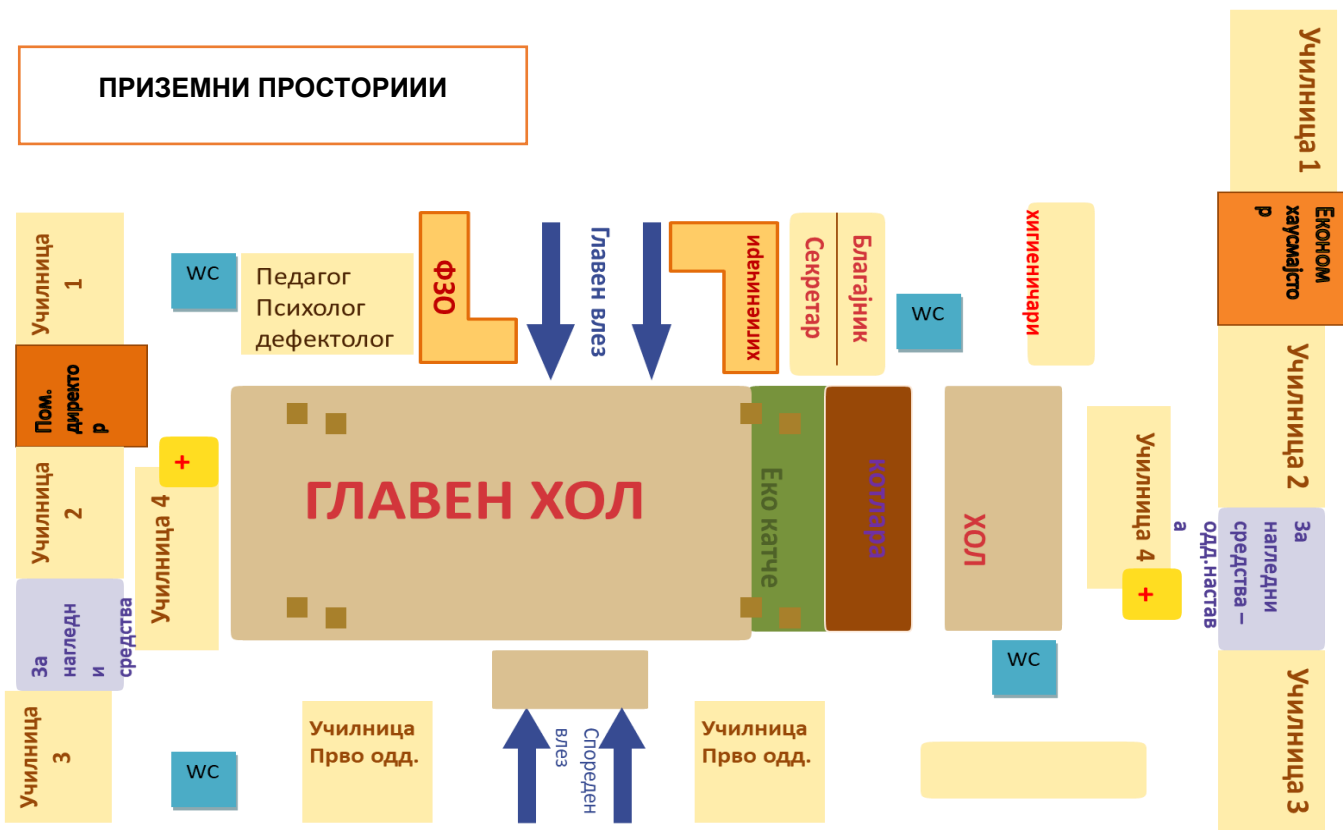 ПРИЗЕМНИ ПРОСТОРИИИ
Училница
1
Пом.
директо
р
Училница
2
За
нагледн
и
средства
Училница
3
WC
Педагог
Психолог
дефектолог
ФЗО
Главен влез
хигиеничари
Секретар
Благајник
WC
хигиеничари
Училница 1
Економ
хаусмајсто
р
Училница 2
За
нагледни
средства –
одд.настав
а
Училница 3
+
Училница 4
ГЛАВЕН ХОЛ
Еко катче
котлара
ХОЛ
Училница 4
+
WC
WC
Училница
Прво одд.
Спореден
влез
Училница
Прво одд.